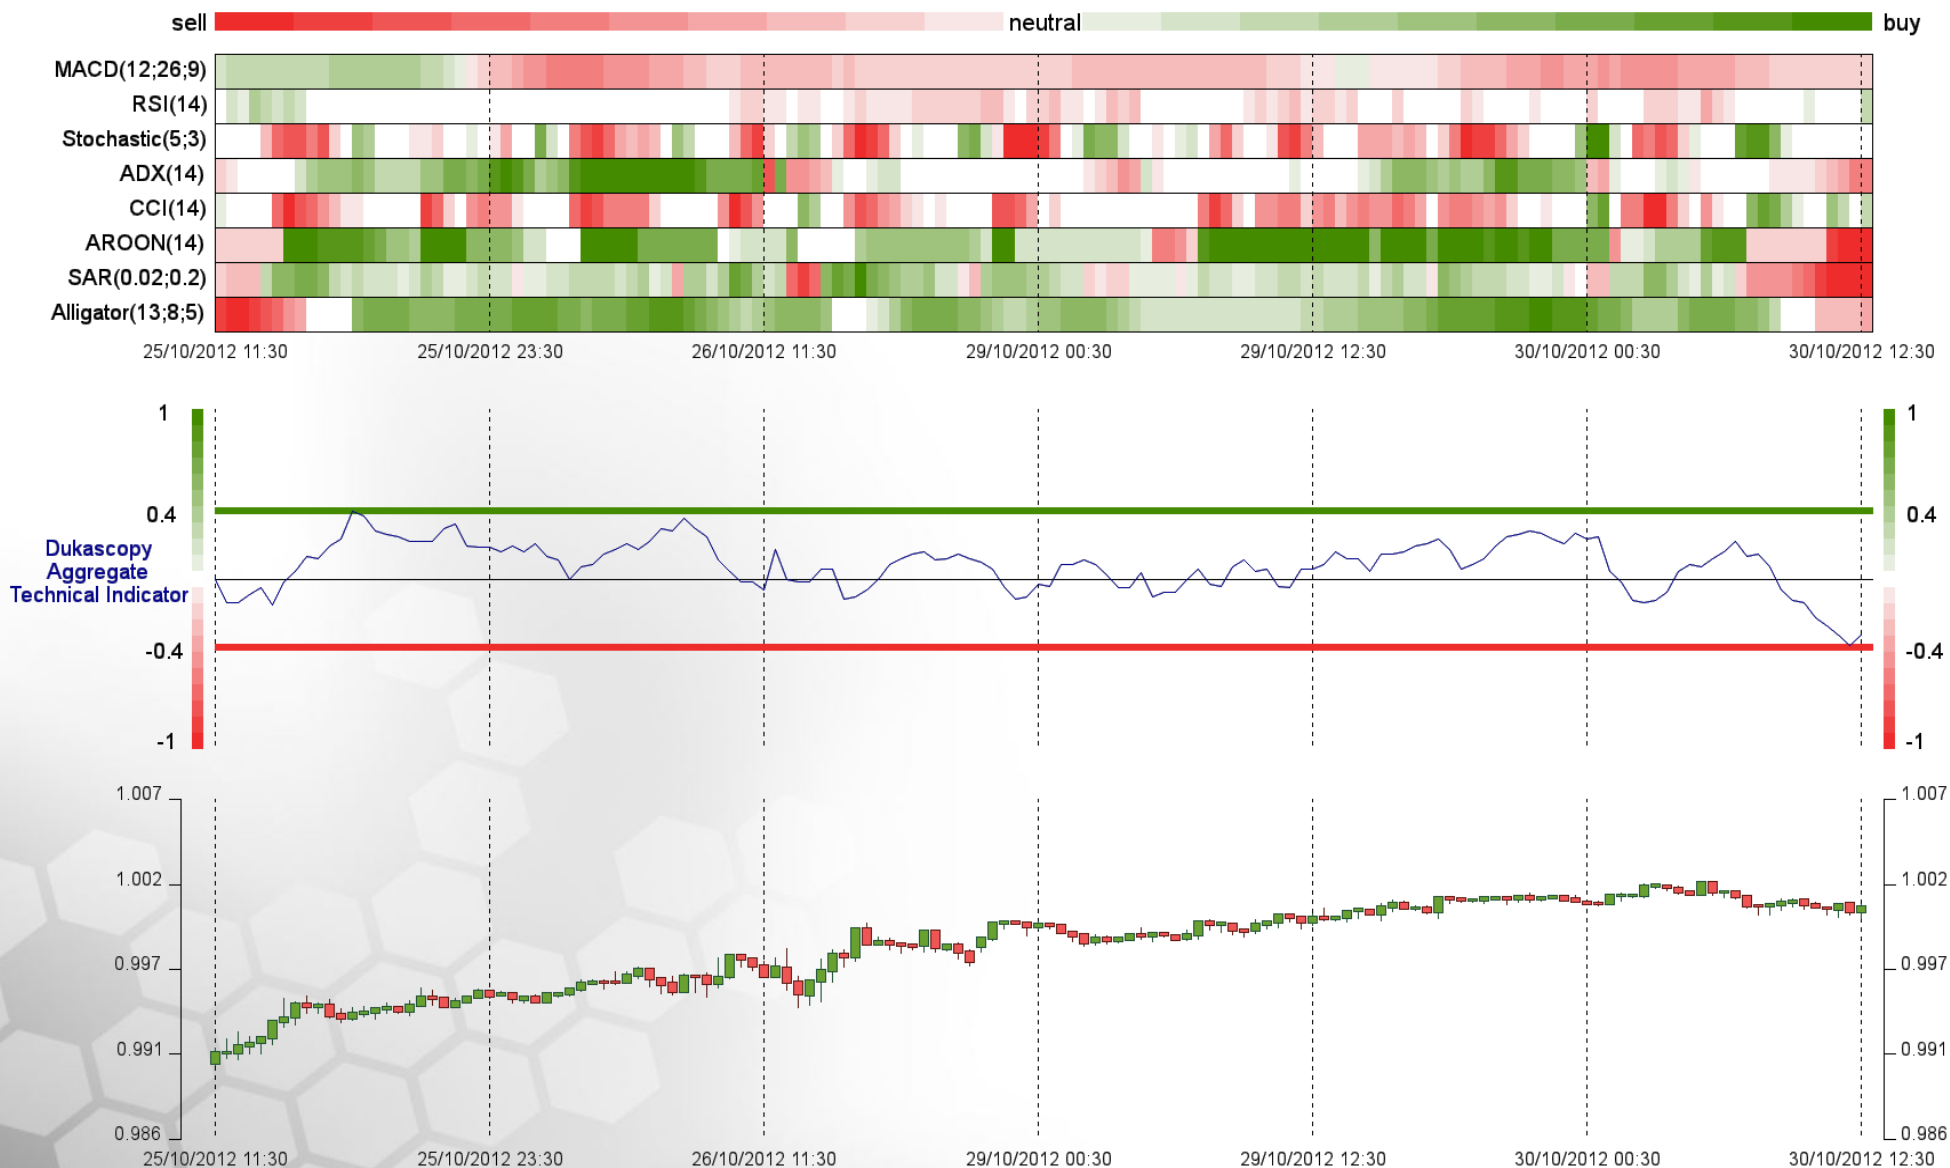 sell neutral buy
MACD(12;26;9)
RSI(14)
Stochastic(5;3)
ADX(14)
CCI(14)
AROON(14)
SAR(0.02;0.2)
Alligator(13;8;5)
25/10/2012 11:30 25/10/2012 23:30 26/10/2012 11:30 29/10/2012 00:30 29/10/2012 12:30 30/10/2012 00:30 30/10/2012 12:30
1 1
0.4 0.4
Dukascopy
Aggregate
Technical Indicator
-0.4 -0.4
-1 -1
1.007 1.007
1.002 1.002
0.997 0.997
0.991 0.991
0.986 0.986
25/10/2012 11:30 25/10/2012 23:30 26/10/2012 11:30 29/10/2012 00:30 29/10/2012 12:30 30/10/2012 00:30 30/10/2012 12:30